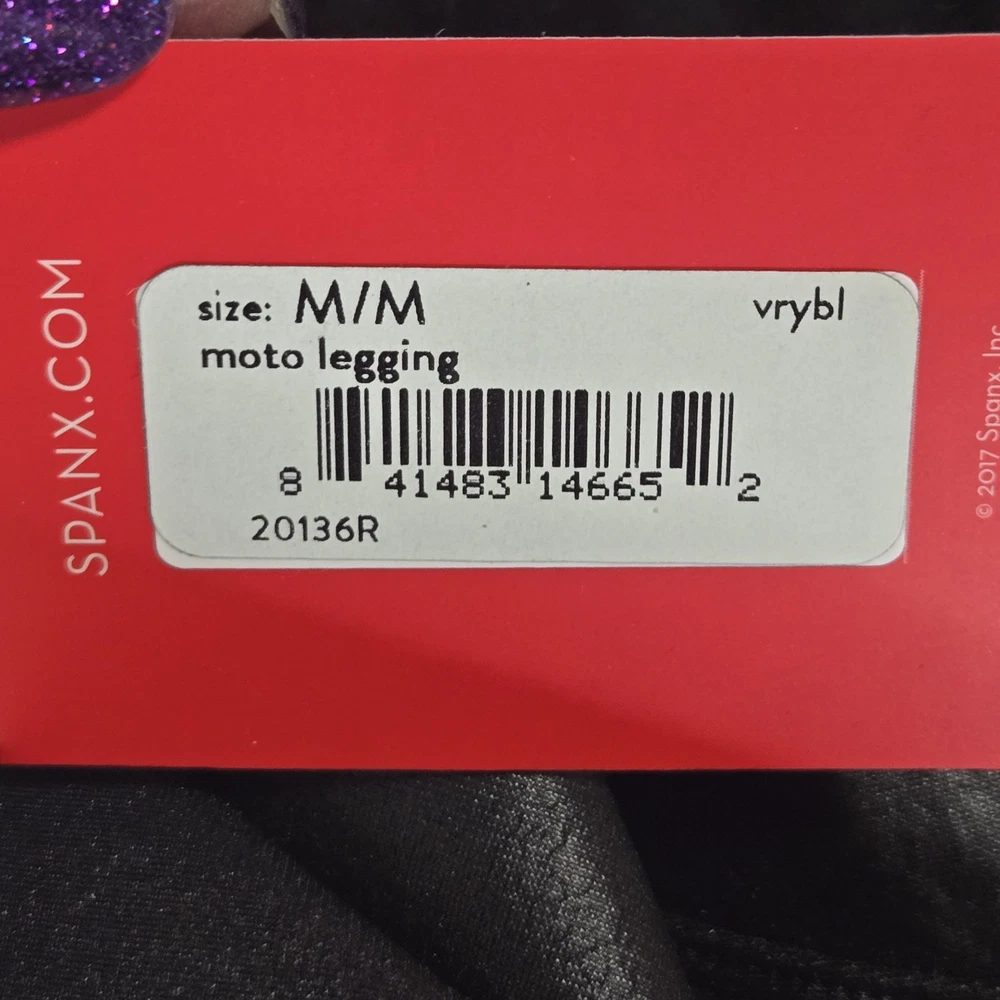 SPANX.COM
size: M/M
vrybl
moto legging
8 41483 14665 2
20136R
© 2017 Spanx, Inc